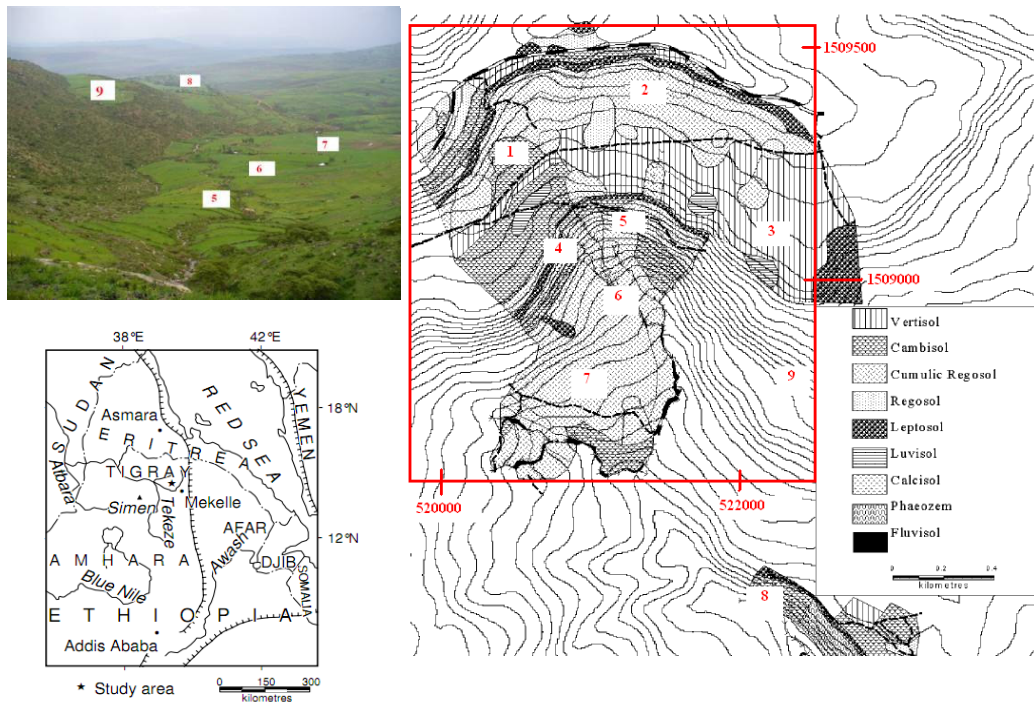 9
8
7
6
5
1509500
2
1
3
5
4
1509000
6
7
9
520000
522000
8
Vertisol
Cambisol
Cumulic Regosol
Regosol
Leptosol
Luvisol
Calcisol
Phaeozem
Fluvisol
0 0.2 0.4
kilometres
38°E 42°E
SUDAN
RED SEA
YEMEN
18°N
Asmara
ERITREA
TIGRAY
Atbara
Mekelle
Simen
Tekeze
AFAR
12°N
Awash
DJIB.
SOMALIA
AMHARA
Blue Nile
ETHIOPIA
Addis Ababa
★ Study area
0 150 300
kilometres